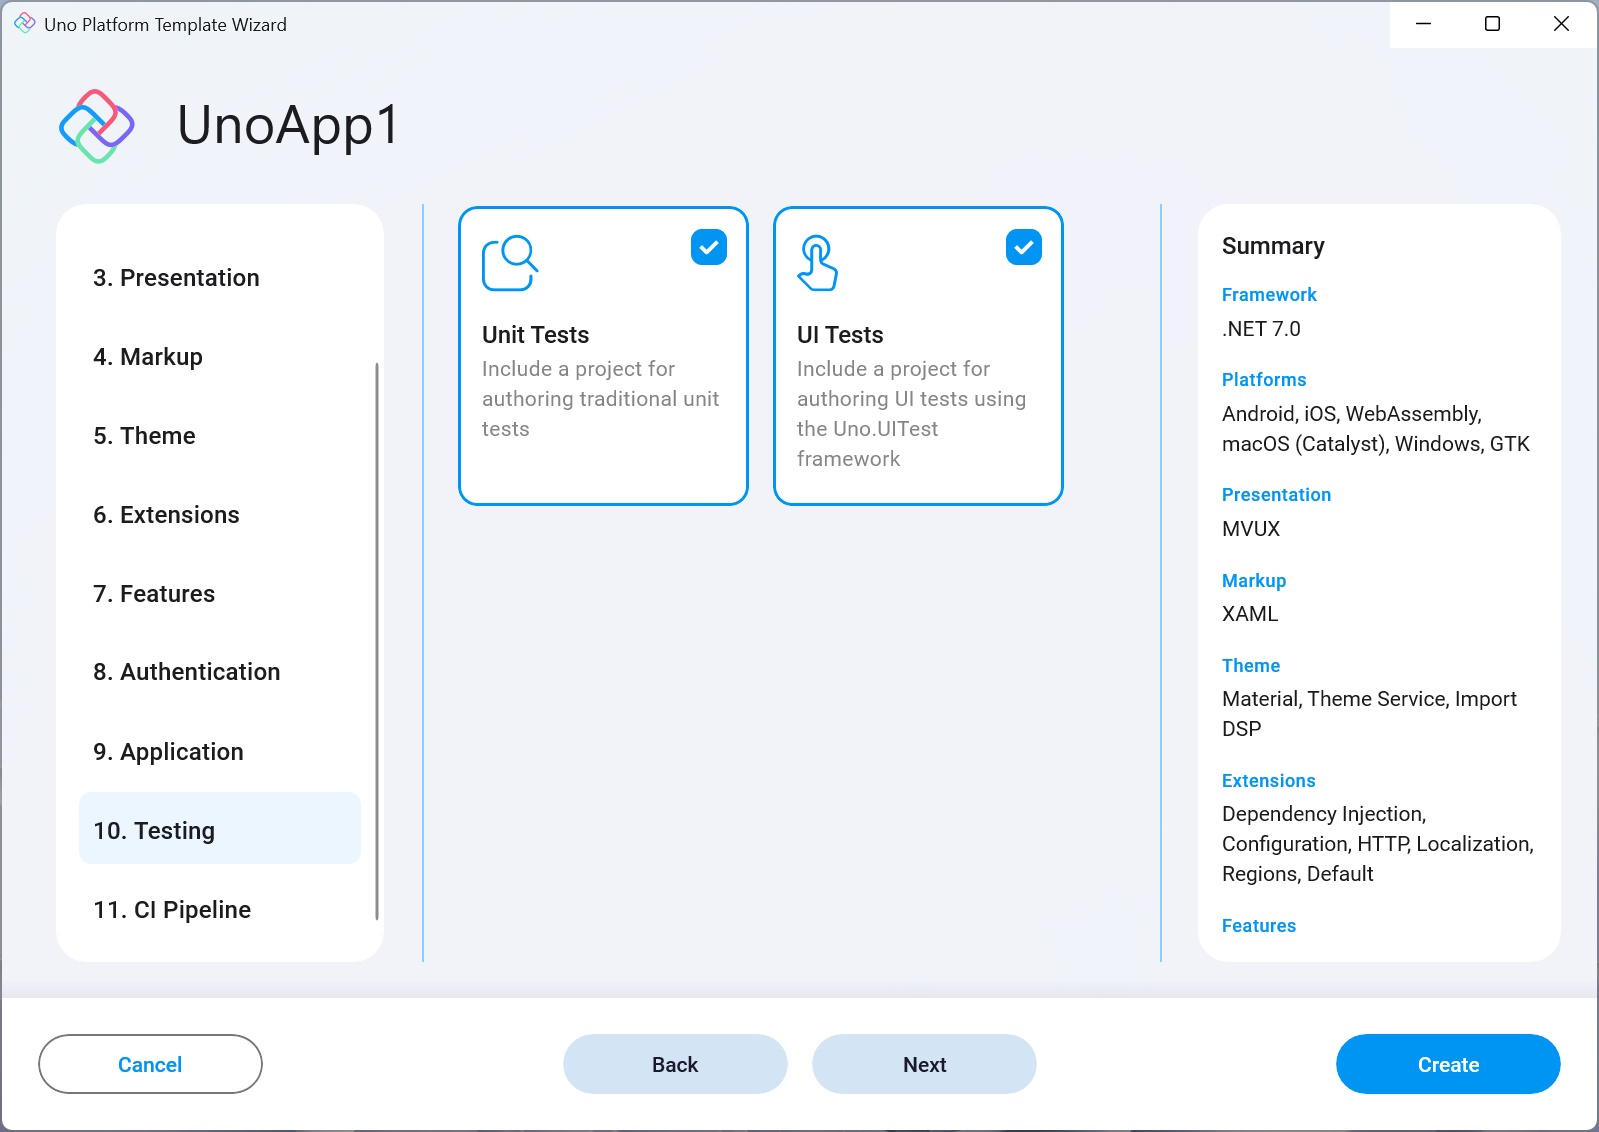 Uno Platform Template Wizard
UnoApp1
3. Presentation
4. Markup
5. Theme
6. Extensions
7. Features
8. Authentication
9. Application
10. Testing
11. CI Pipeline
Unit Tests
Include a project for
authoring traditional unit
tests
UI Tests
Include a project for
authoring UI tests using
the Uno.UITest
framework
Summary
Framework
.NET 7.0
Platforms
Android, iOS, WebAssembly,
macOS (Catalyst), Windows, GTK
Presentation
MVUX
Markup
XAML
Theme
Material, Theme Service, Import
DSP
Extensions
Dependency Injection,
Configuration, HTTP, Localization,
Regions, Default
Features
Cancel
Back
Next
Create